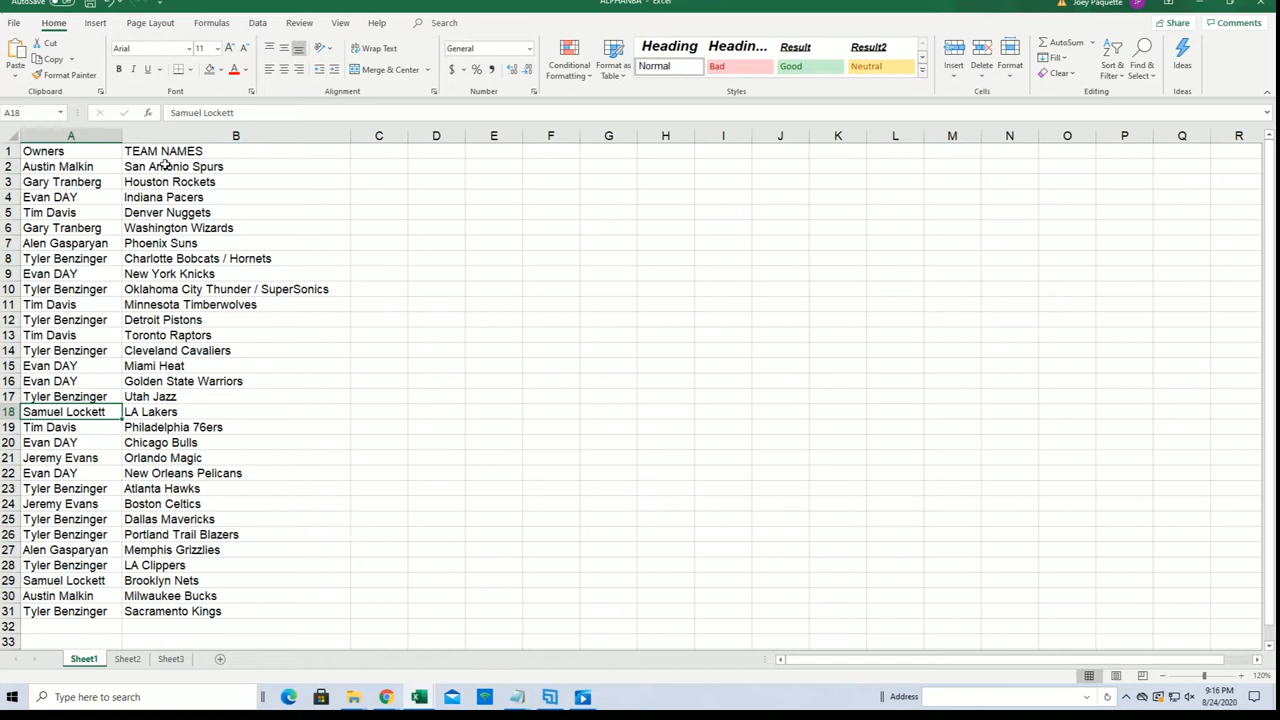 AutoSave Off ALPHANBA - Excel Joey Paquette JP
File Home Insert Page Layout Formulas Data Review View Help Search Share Comments
Paste Cut Copy Format Painter Clipboard
Arial 11 A A B I U A Font
Wrap Text Merge & Center Alignment
General $ % Number
Conditional Formatting Format as Table
Heading Headin... Result Result2
Normal Bad Good Neutral
Styles
Insert Delete Format Cells
AutoSum Fill Clear Sort & Filter Find & Select Editing
Ideas Ideas
A18 fx Samuel Lockett
A B C D E F G H I J K L M N O P Q R
1 Owners TEAM NAMES
2 Austin Malkin San Antonio Spurs
3 Gary Tranberg Houston Rockets
4 Evan DAY Indiana Pacers
5 Tim Davis Denver Nuggets
6 Gary Tranberg Washington Wizards
7 Alen Gasparyan Phoenix Suns
8 Tyler Benzinger Charlotte Bobcats / Hornets
9 Evan DAY New York Knicks
10 Tyler Benzinger Oklahoma City Thunder / SuperSonics
11 Tim Davis Minnesota Timberwolves
12 Tyler Benzinger Detroit Pistons
13 Tim Davis Toronto Raptors
14 Tyler Benzinger Cleveland Cavaliers
15 Evan DAY Miami Heat
16 Evan DAY Golden State Warriors
17 Tyler Benzinger Utah Jazz
18 Samuel Lockett LA Lakers
19 Tim Davis Philadelphia 76ers
20 Evan DAY Chicago Bulls
21 Jeremy Evans Orlando Magic
22 Evan DAY New Orleans Pelicans
23 Tyler Benzinger Atlanta Hawks
24 Jeremy Evans Boston Celtics
25 Tyler Benzinger Dallas Mavericks
26 Tyler Benzinger Portland Trail Blazers
27 Alen Gasparyan Memphis Grizzlies
28 Tyler Benzinger LA Clippers
29 Samuel Lockett Brooklyn Nets
30 Austin Malkin Milwaukee Bucks
31 Tyler Benzinger Sacramento Kings
32
33
Sheet1 Sheet2 Sheet3
120%
Type here to search Address 9:16 PM
8/24/2020